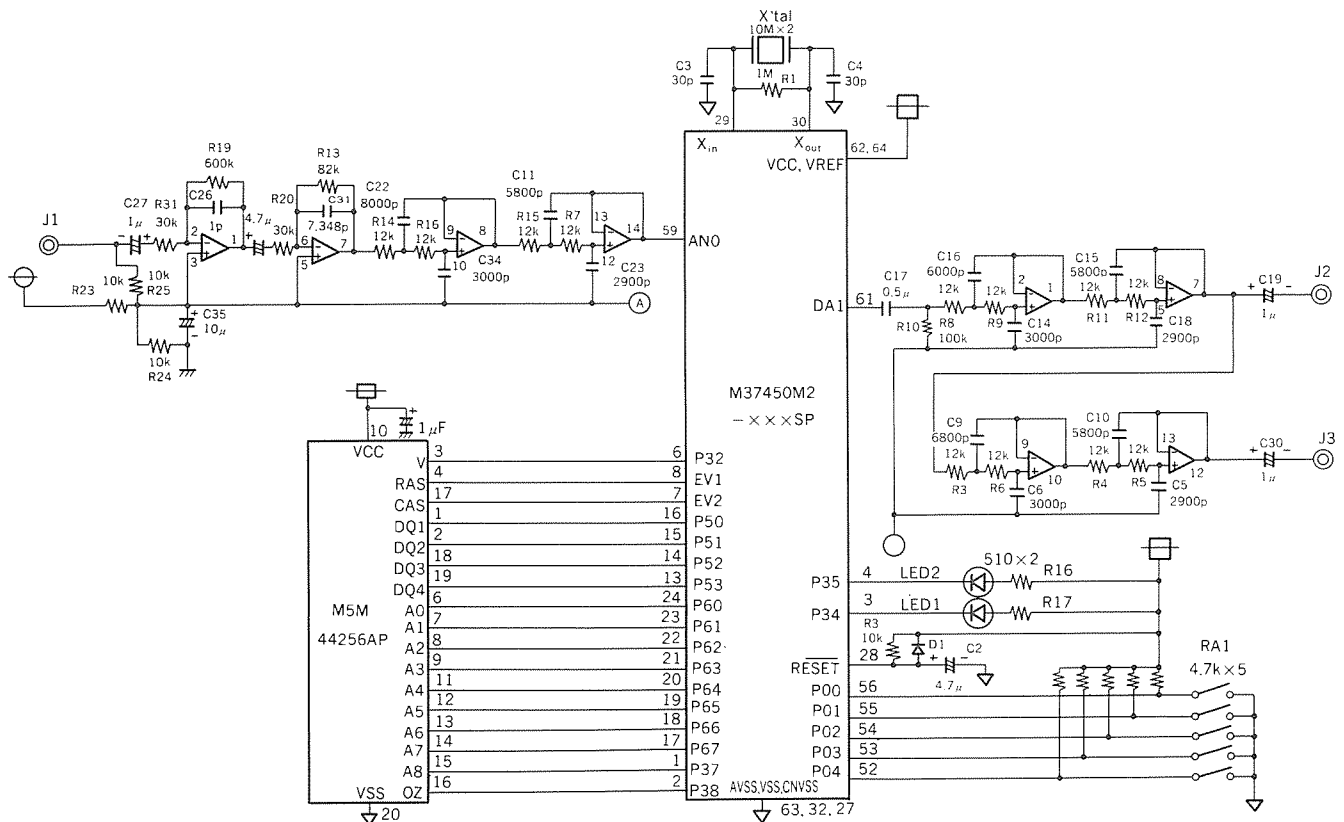 X'tal
10M×2
C3
30p
C4
30p
1M
R1
29
30
Xin
Xout
VCC, VREF
62, 64
J1
C27
1μ
R31
30k
R19
600k
C26
1p
2
3
1
4.7μ
R20
30k
R13
82k
C31
7.348p
6
5
7
C22
8000p
R14
12k
R16
12k
9
8
10
C34
3000p
C11
5800p
R15
12k
R7
12k
13
14
12
C23
2900p
59
AN0
R23
10k
10k
R25
C35
10μ
10k
R24
A
M37450M2
-×××SP
DA1
61
C17
0.5μ
R10
R8
100k
C16
6000p
12k
12k
R9
2
1
C14
3000p
C15
5800p
12k
R11
12k
R12
8
5
7
C18
2900p
C19
1μ
J2
C9
6800p
12k
R3
12k
R6
9
10
C6
3000p
C10
5800p
12k
R4
12k
R5
13
12
C5
2900p
C30
1μ
J3
1μF
10
VCC
M5M
44256AP
V 3 6 P32
RAS 4 8 EV1
CAS 17 7 EV2
DQ1 1 16 P50
DQ2 2 15 P51
DQ3 18 14 P52
DQ4 19 13 P53
A0 6 24 P60
A1 7 23 P61
A2 8 22 P62
A3 9 21 P63
A4 11 20 P64
A5 12 19 P65
A6 13 18 P66
A7 14 17 P67
A8 15 1 P37
OZ 16 2 P38
VSS
20
AVSS,VSS,CNVSS
63, 32, 27
P35 4 LED2 510×2 R16
P34 3 LED1 R17
R3
10k
D1
C2
4.7μ
RESET 28
RA1
4.7k×5
P00 56
P01 55
P02 54
P03 53
P04 52